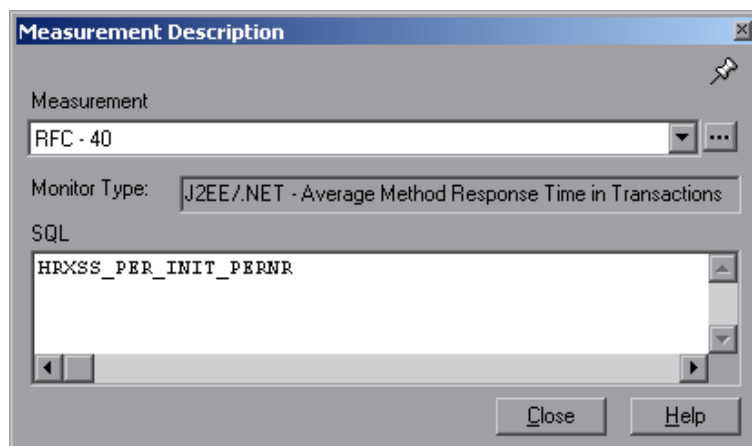 Measurement Description
Measurement
RFC - 40
...
Monitor Type: J2EE/.NET - Average Method Response Time in Transactions
SQL
HRXSS_PER_INIT_PERNR
Close Help